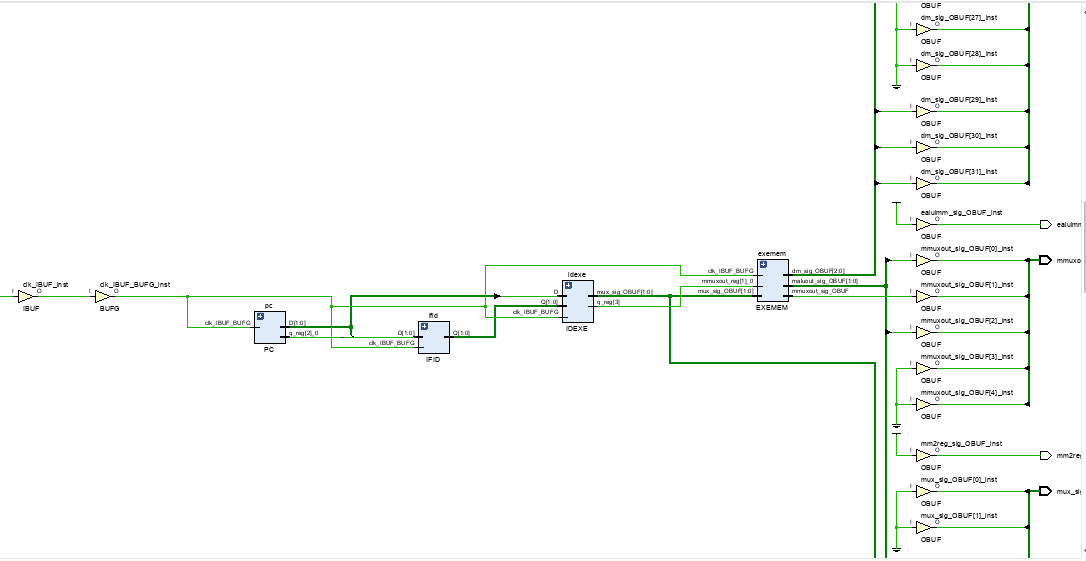 clk_IBUF_inst
I
O
IBUF
clk_IBUF_BUFG_inst
I
O
BUFG
pc
clk_IBUF_BUFG
D[1:0]
q_reg[2]_0
PC
ifid
D[1:0]
clk_IBUF_BUFG
Q[1:0]
IFID
idexe
D
Q[1:0]
clk_IBUF_BUFG
mux_sig_OBUF[1:0]
q_reg[3]
IDEXE
exemem
clk_IBUF_BUFG
mmuxout_reg[1]_0
mux_sig_OBUF[1:0]
dm_sig_OBUF[2:0]
maluout_sig_OBUF[1:0]
mmuxout_sig_OBUF
EXEMEM
OBUF
dm_sig_OBUF[27]_inst
I
O
OBUF
dm_sig_OBUF[28]_inst
I
O
OBUF
dm_sig_OBUF[29]_inst
I
O
OBUF
dm_sig_OBUF[30]_inst
I
O
OBUF
dm_sig_OBUF[31]_inst
I
O
OBUF
ealuimm_sig_OBUF_inst
I
O
OBUF
ealuimm
mmuxout_sig_OBUF[0]_inst
I
O
OBUF
mmuxo
mmuxout_sig_OBUF[1]_inst
I
O
OBUF
mmuxout_sig_OBUF[2]_inst
I
O
OBUF
mmuxout_sig_OBUF[3]_inst
I
O
OBUF
mmuxout_sig_OBUF[4]_inst
I
O
OBUF
mm2reg_sig_OBUF_inst
I
O
OBUF
mm2re
mux_sig_OBUF[0]_inst
I
O
OBUF
mux_si
mux_sig_OBUF[1]_inst
I
O
OBUF